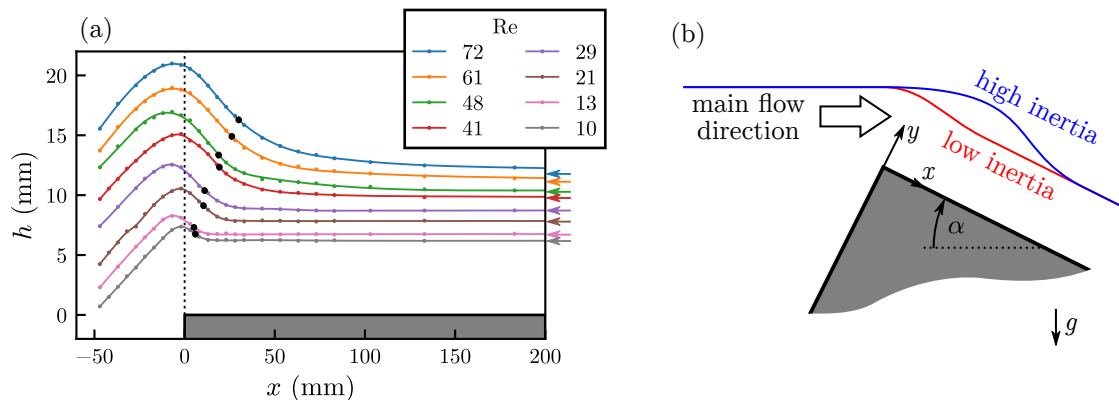 (a)
Re
72
61
48
41
29
21
13
10
h (mm)
20
15
10
5
0
−50
0
50
100
150
200
x (mm)
(b)
main flow
direction
high inertia
low inertia
y
x
α
g